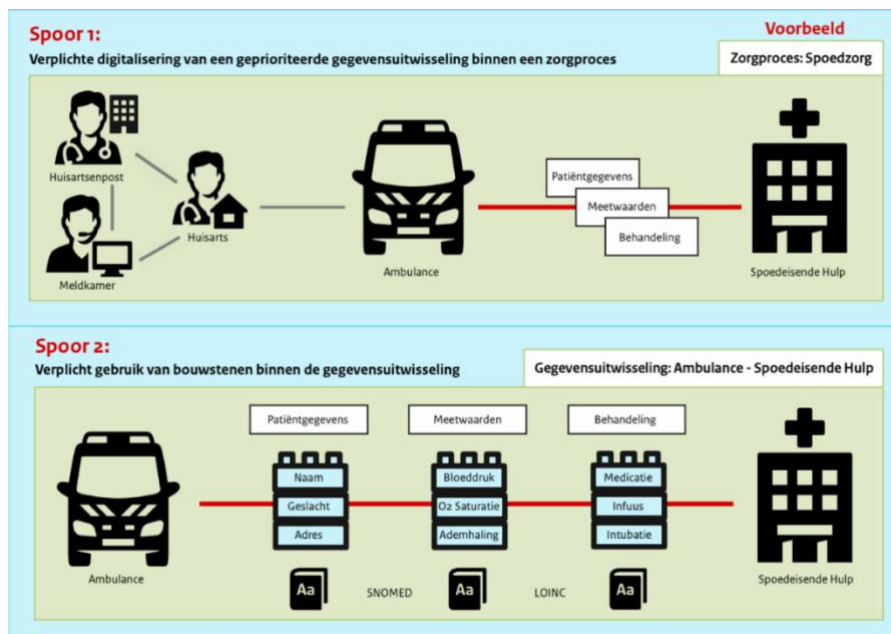 Spoor 1:
Voorbeeld
Verplichte digitalisering van een geprioriteerde gegevensuitwisseling binnen een zorgproces
Zorgproces: Spoedzorg
Huisartsenpost
Huisarts
Meldkamer
Ambulance
Patiëntgegevens
Meetwaarden
Behandeling
Spoedeisende Hulp
Spoor 2:
Verplicht gebruik van bouwstenen binnen de gegevensuitwisseling
Gegevensuitwisseling: Ambulance - Spoedeisende Hulp
Patiëntgegevens
Meetwaarden
Behandeling
Naam
Bloeddruk
Medicatie
Geslacht
O2 Saturatie
Infuus
Adres
Ademhaling
Intubatie
Ambulance
Spoedeisende Hulp
Aa
SNOMED
Aa
LOINC
Aa